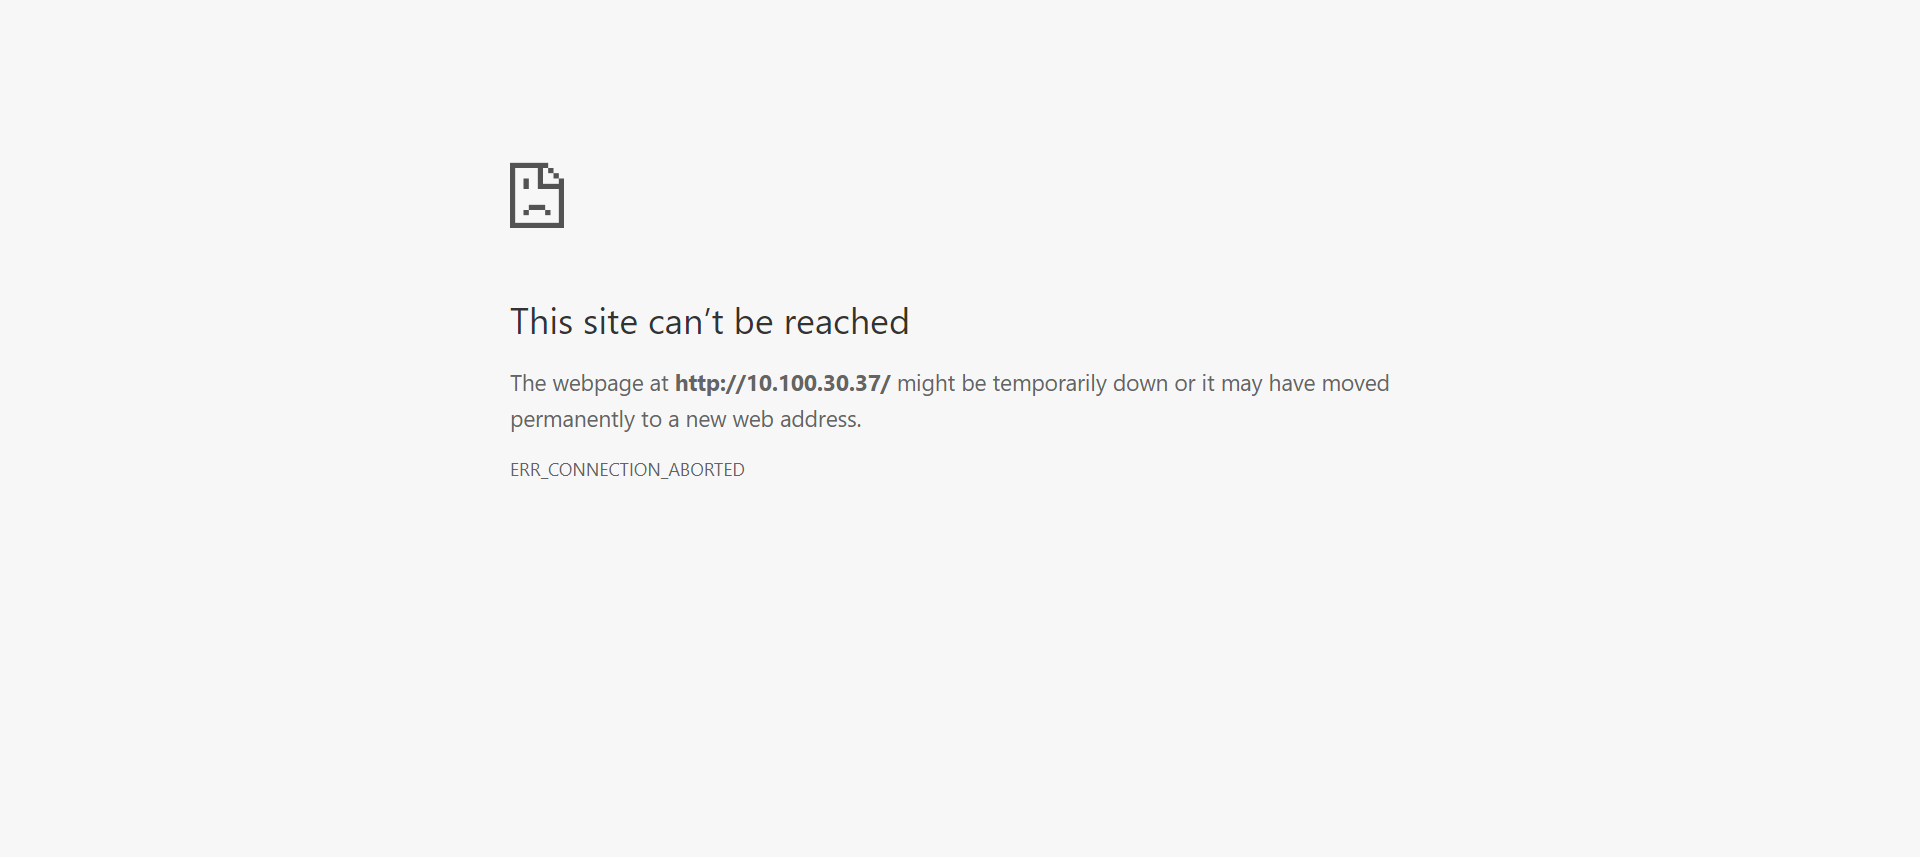 This site can’t be reached
The webpage at http://10.100.30.37/ might be temporarily down or it may have moved
permanently to a new web address.
ERR_CONNECTION_ABORTED